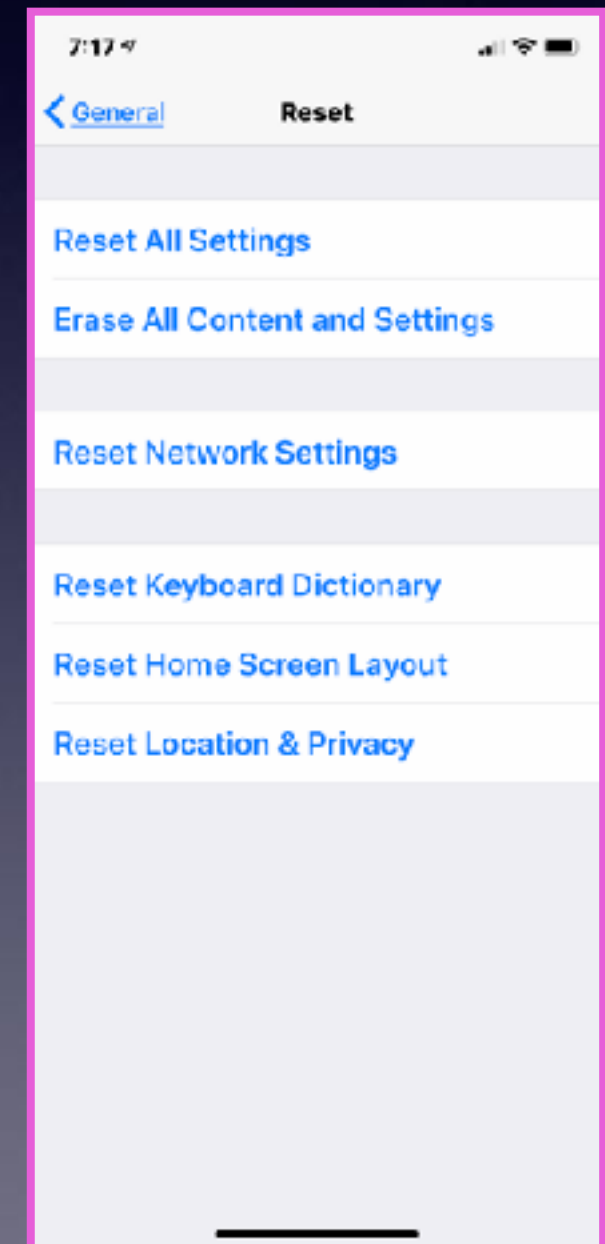 7:17
General
Reset
Reset All Settings
Erase All Content and Settings
Reset Network Settings
Reset Keyboard Dictionary
Reset Home Screen Layout
Reset Location & Privacy